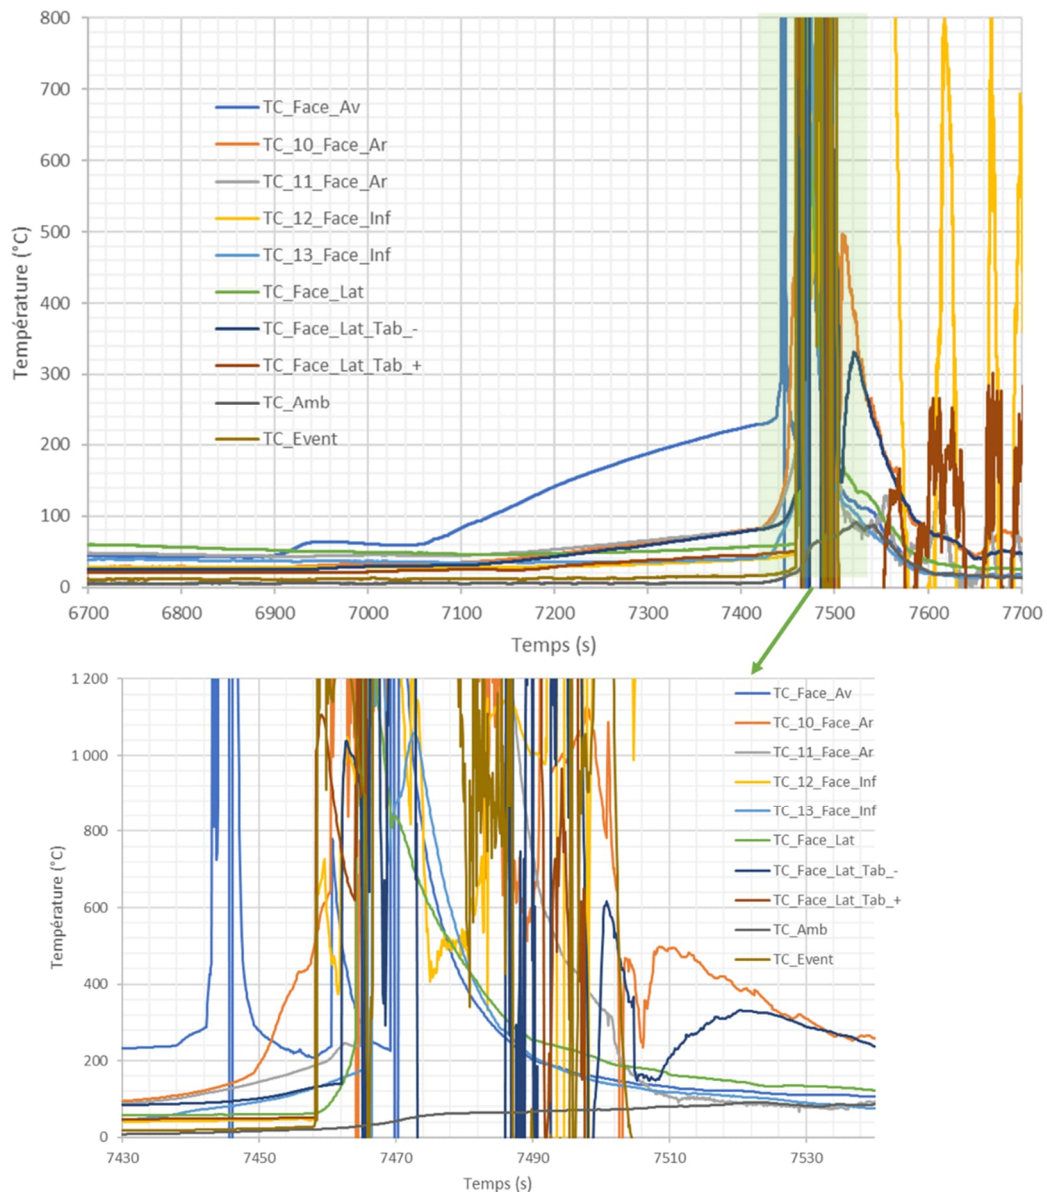 800
700
600
500
400
300
200
100
0
Température (°C)
TC_Face_Av
TC_10_Face_Ar
TC_11_Face_Ar
TC_12_Face_Inf
TC_13_Face_Inf
TC_Face_Lat
TC_Face_Lat_Tab_-
TC_Face_Lat_Tab_+
TC_Amb
TC_Event
6700 6800 6900 7000 7100 7200 7300 7400 7500 7600 7700
Temps (s)
1 200
1 000
800
600
400
200
0
Température (°C)
TC_Face_Av
TC_10_Face_Ar
TC_11_Face_Ar
TC_12_Face_Inf
TC_13_Face_Inf
TC_Face_Lat
TC_Face_Lat_Tab_-
TC_Face_Lat_Tab_+
TC_Amb
TC_Event
7430 7450 7470 7490 7510 7530
Temps (s)